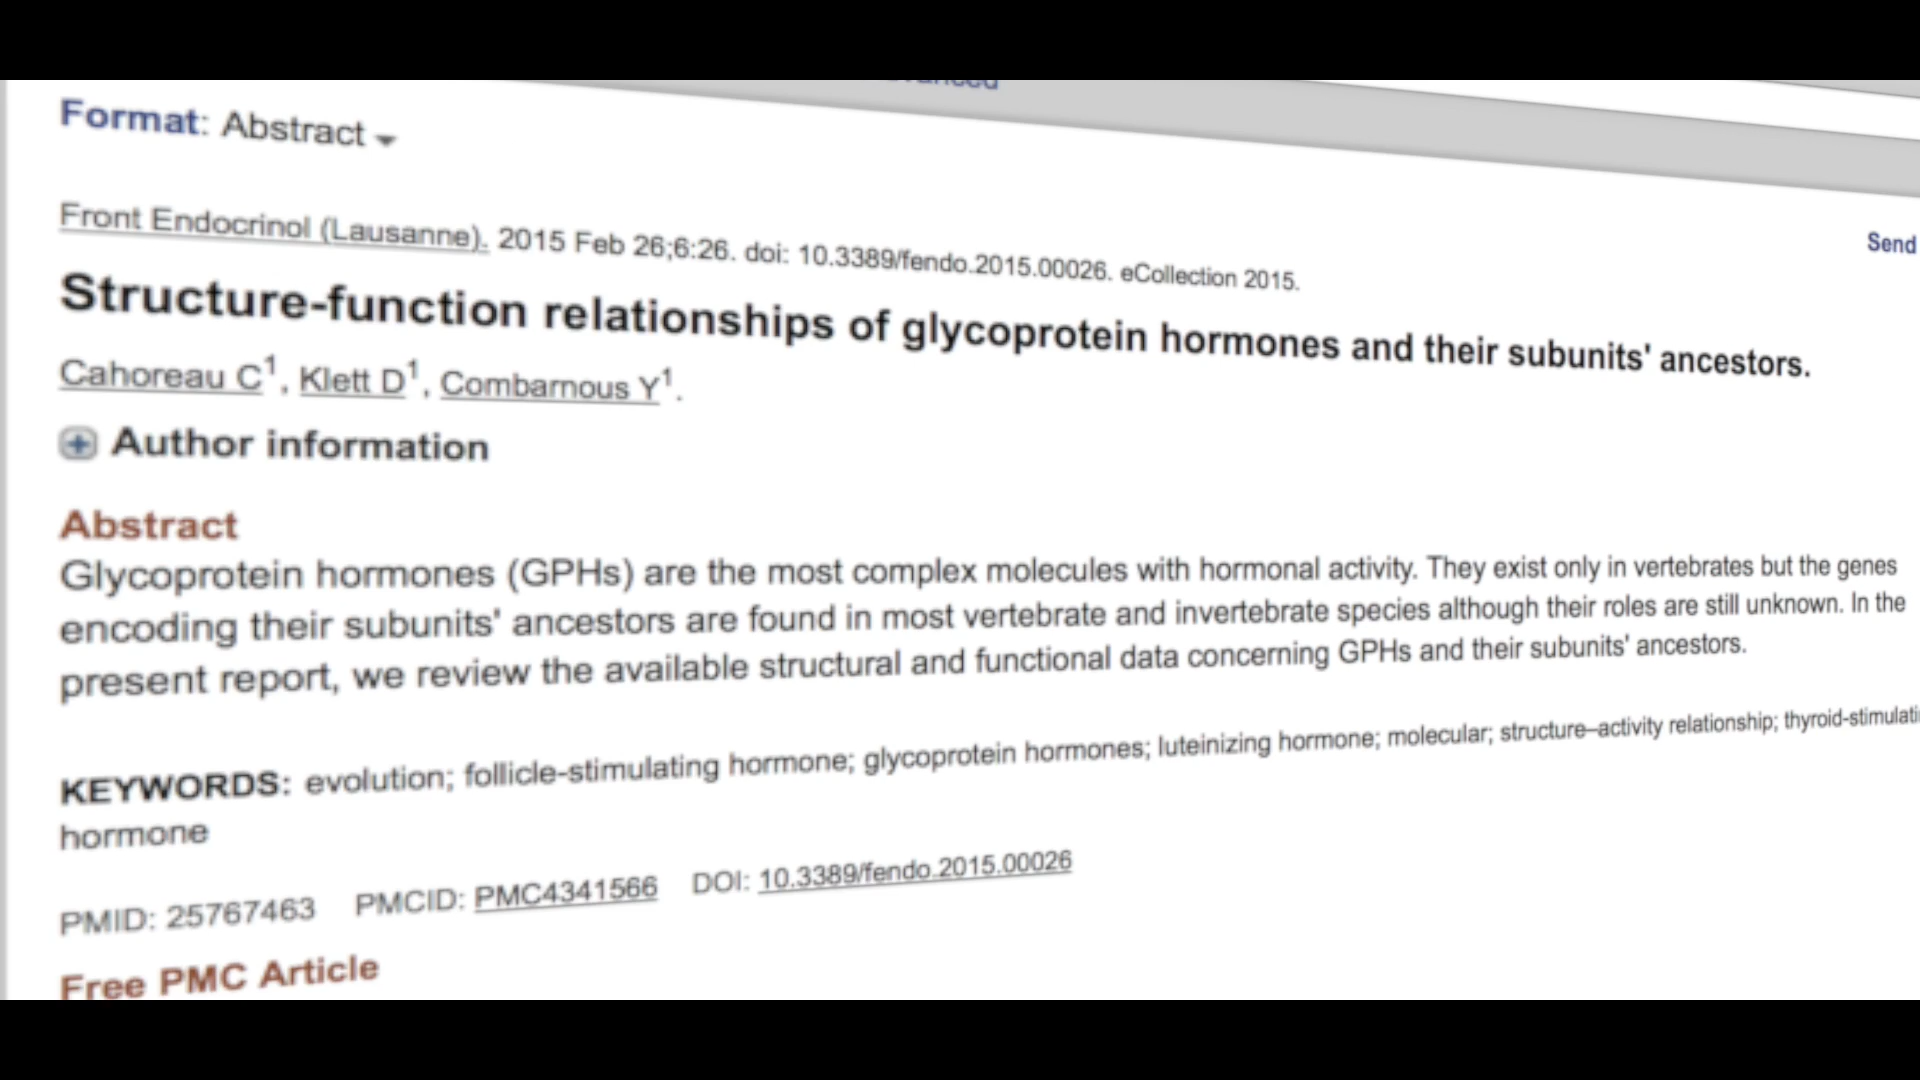 Format: Abstract
Send
Front Endocrinol (Lausanne). 2015 Feb 26;6:26. doi: 10.3389/fendo.2015.00026. eCollection 2015.
Structure-function relationships of glycoprotein hormones and their subunits' ancestors.
Cahoreau C1, Klett D1, Combarnous Y1.
Author information
Abstract
Glycoprotein hormones (GPHs) are the most complex molecules with hormonal activity. They exist only in vertebrates but the genes
encoding their subunits' ancestors are found in most vertebrate and invertebrate species although their roles are still unknown. In the
present report, we review the available structural and functional data concerning GPHs and their subunits' ancestors.
KEYWORDS: evolution; follicle-stimulating hormone; glycoprotein hormones; luteinizing hormone; molecular; structure–activity relationship; thyroid-stimulati
hormone
PMID: 25767463 PMCID: PMC4341566 DOI: 10.3389/fendo.2015.00026
Free PMC Article